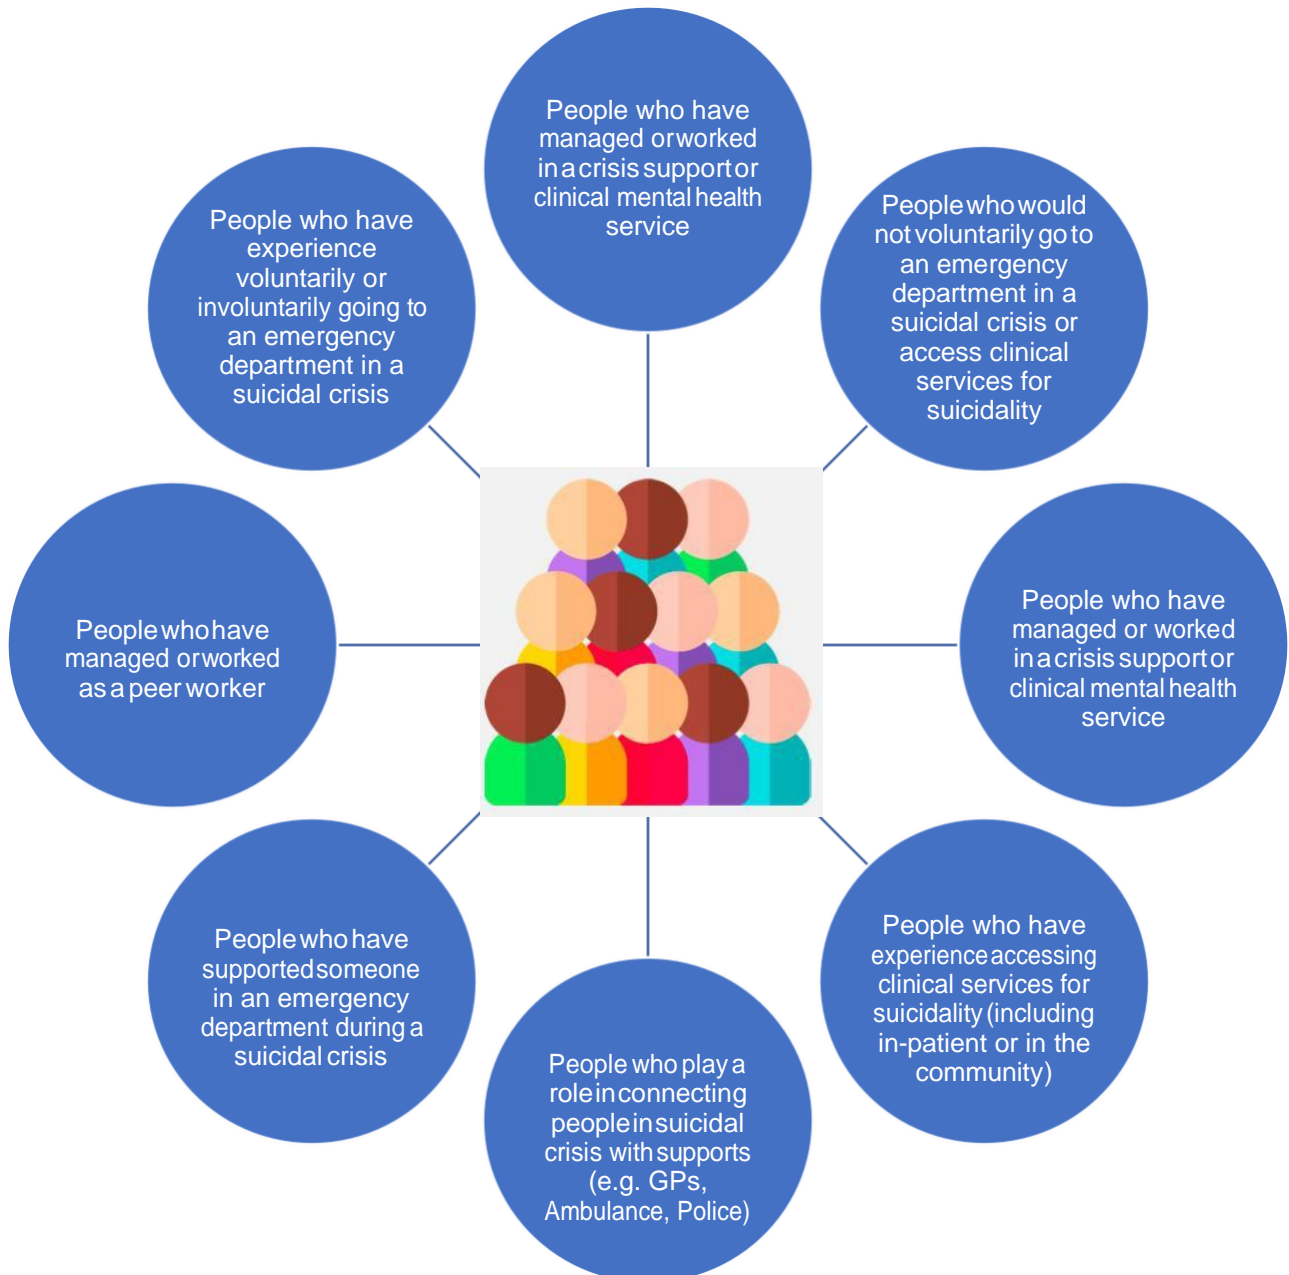 People who have
managed or worked
in a crisis support or
clinical mental health
service
People who would
not voluntarily go to
an emergency
department in a
suicidal crisis or
access clinical
services for
suicidality
People who have
managed or worked
in a crisis support or
clinical mental health
service
People who have
experience accessing
clinical services for
suicidality (including
in-patient or in the
community)
People who play a
role in connecting
people in suicidal
crisis with supports
(e.g. GPs,
Ambulance, Police)
People who have
supported someone
in an emergency
department during a
suicidal crisis
People who have
managed or worked
as a peer worker
People who have
experience
voluntarily or
involuntarily going to
an emergency
department in a
suicidal crisis